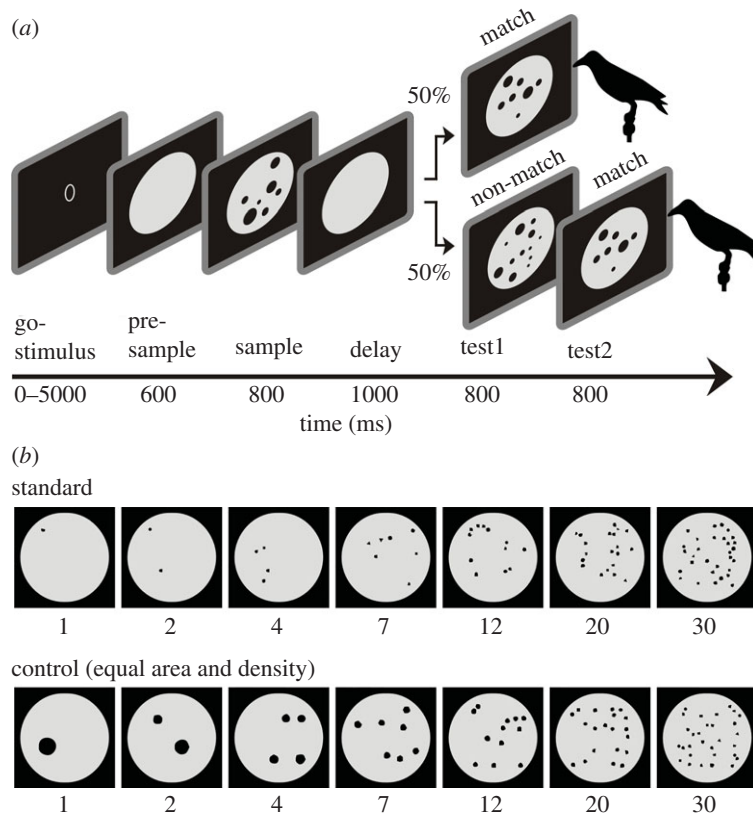 (a)
match
50%
non-match
match
50%
go-
stimulus
pre-
sample
sample
delay
test1
test2
0–5000
600
800
1000
800
800
time (ms)
(b)
standard
1 2 4 7 12 20 30
control (equal area and density)
1 2 4 7 12 20 30